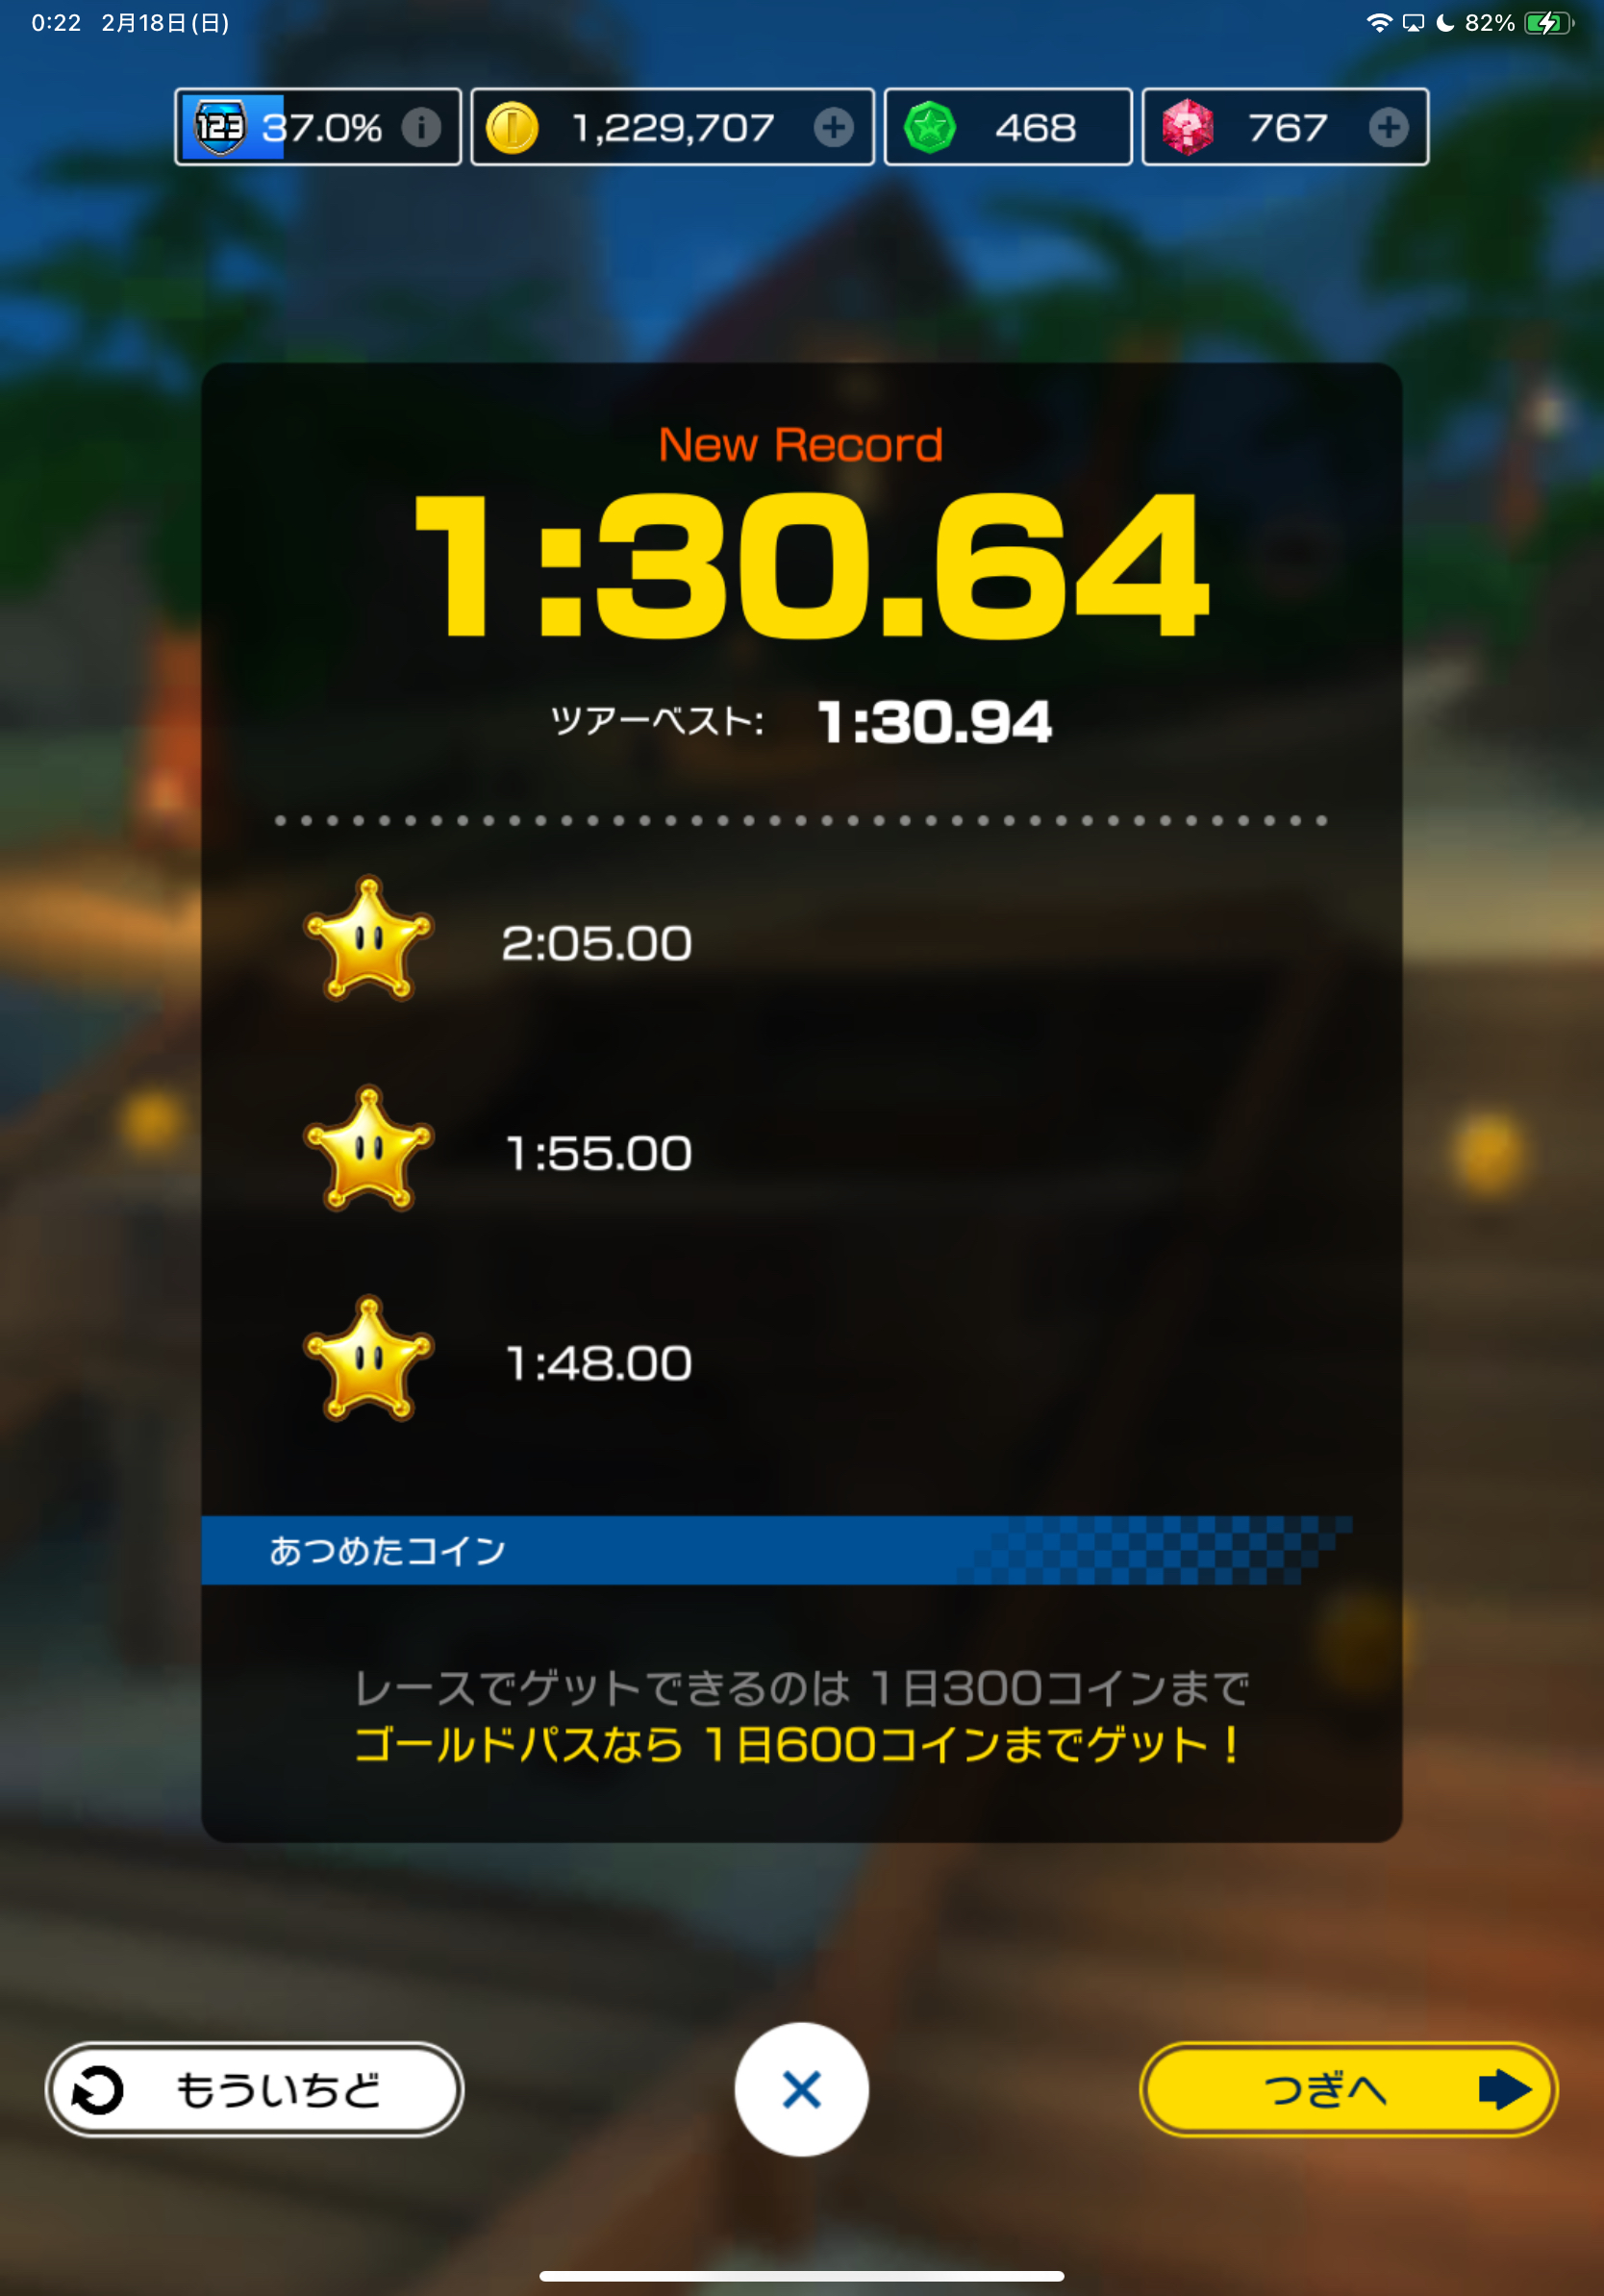 0:22 2月18日(日) 82%
123 37.0% 1,229,707 468 767
New Record
1:30.64
ツアーベスト: 1:30.94
2:05.00
1:55.00
1:48.00
あつめたコイン
レースでゲットできるのは 1日300コインまで
ゴールドパスなら 1日600コインまでゲット！
もういちど
つぎへ